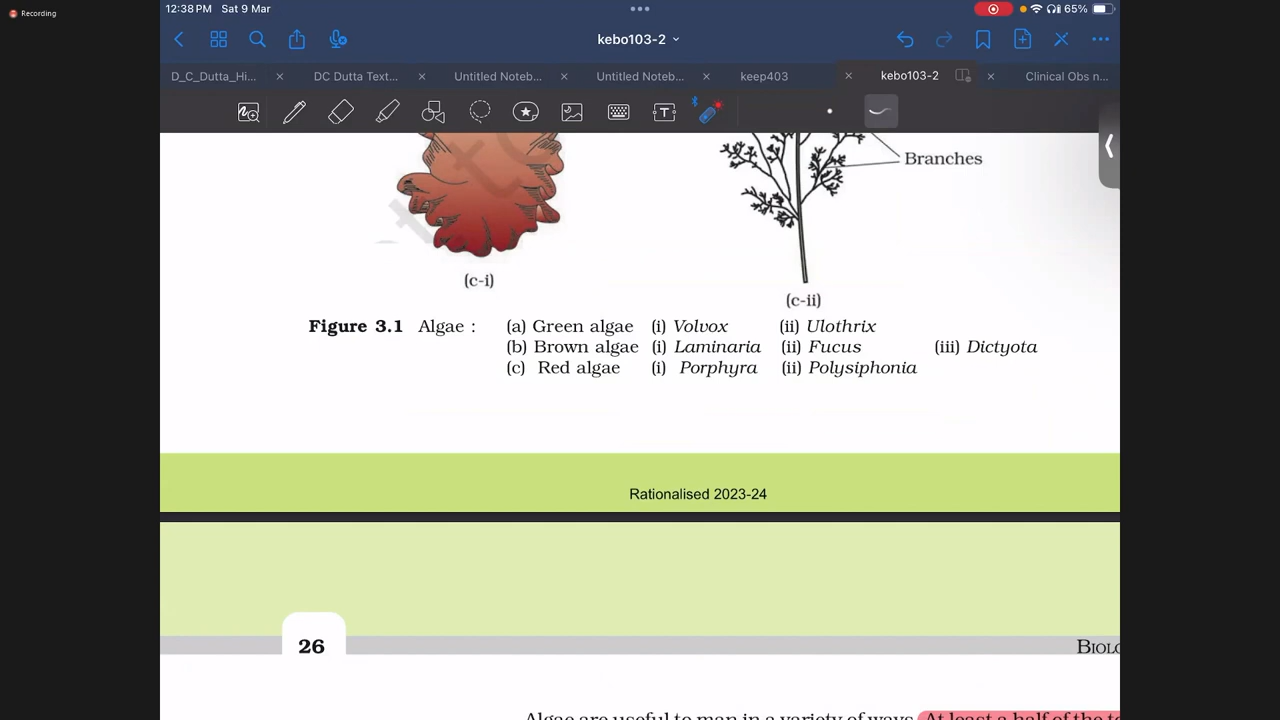 Recording
12:38 PM Sat 9 Mar
65%
kebo103-2
D_C_Dutta_Hi...
DC Dutta Text...
Untitled Noteb...
Untitled Noteb...
keep403
kebo103-2
Clinical Obs n...
Branches
(c-i)
(c-ii)
Figure 3.1 Algae : (a) Green algae (i) Volvox (ii) Ulothrix
(b) Brown algae (i) Laminaria (ii) Fucus (iii) Dictyota
(c) Red algae (i) Porphyra (ii) Polysiphonia
Rationalised 2023-24
26
BIOLO
Algae are useful to man in a variety of ways. At least a half of the to